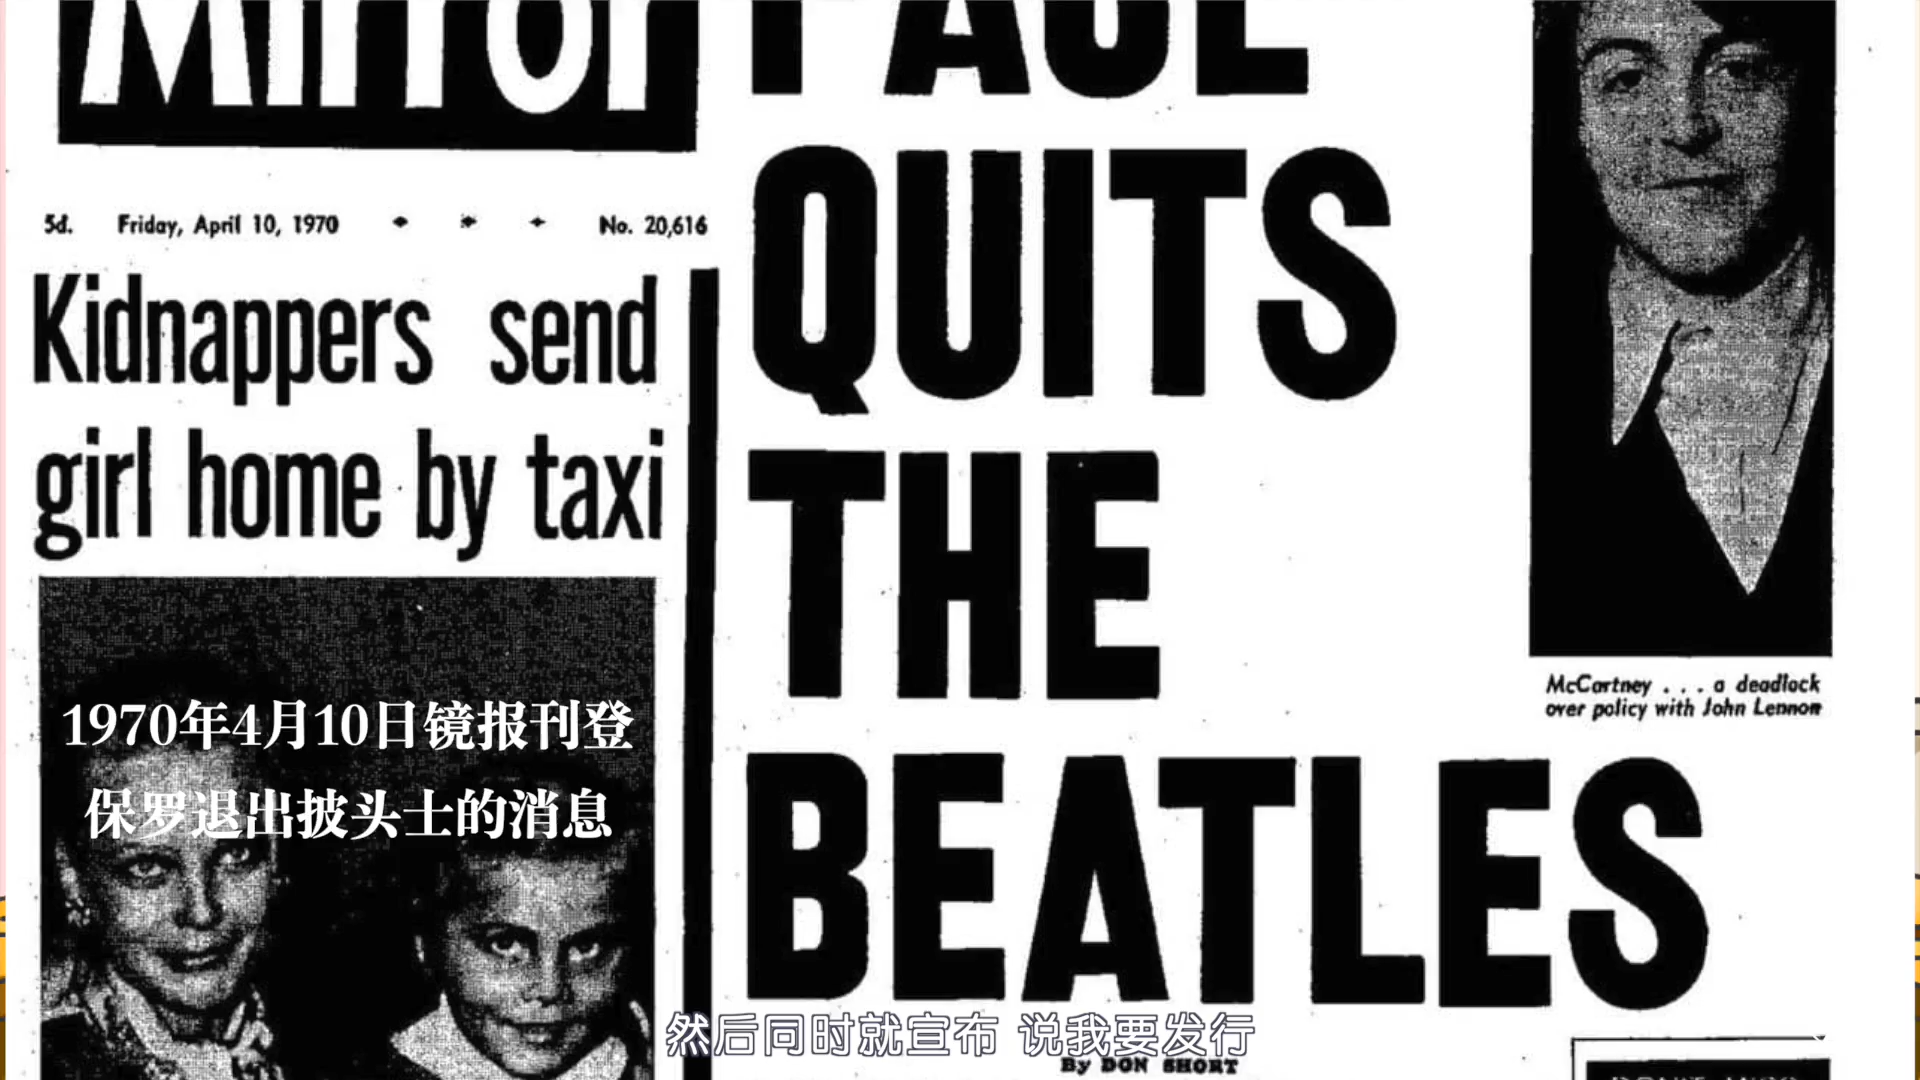 Mirror
PAUL
QUITS
THE
BEATLES
5d. Friday, April 10, 1970 No. 20,616
Kidnappers send
girl home by taxi
1970年4月10日镜报刊登
保罗退出披头士的消息
McCartney . . . a deadlock
over policy with John Lennon
By DON SHORT
然后同时就宣布 说我要发行